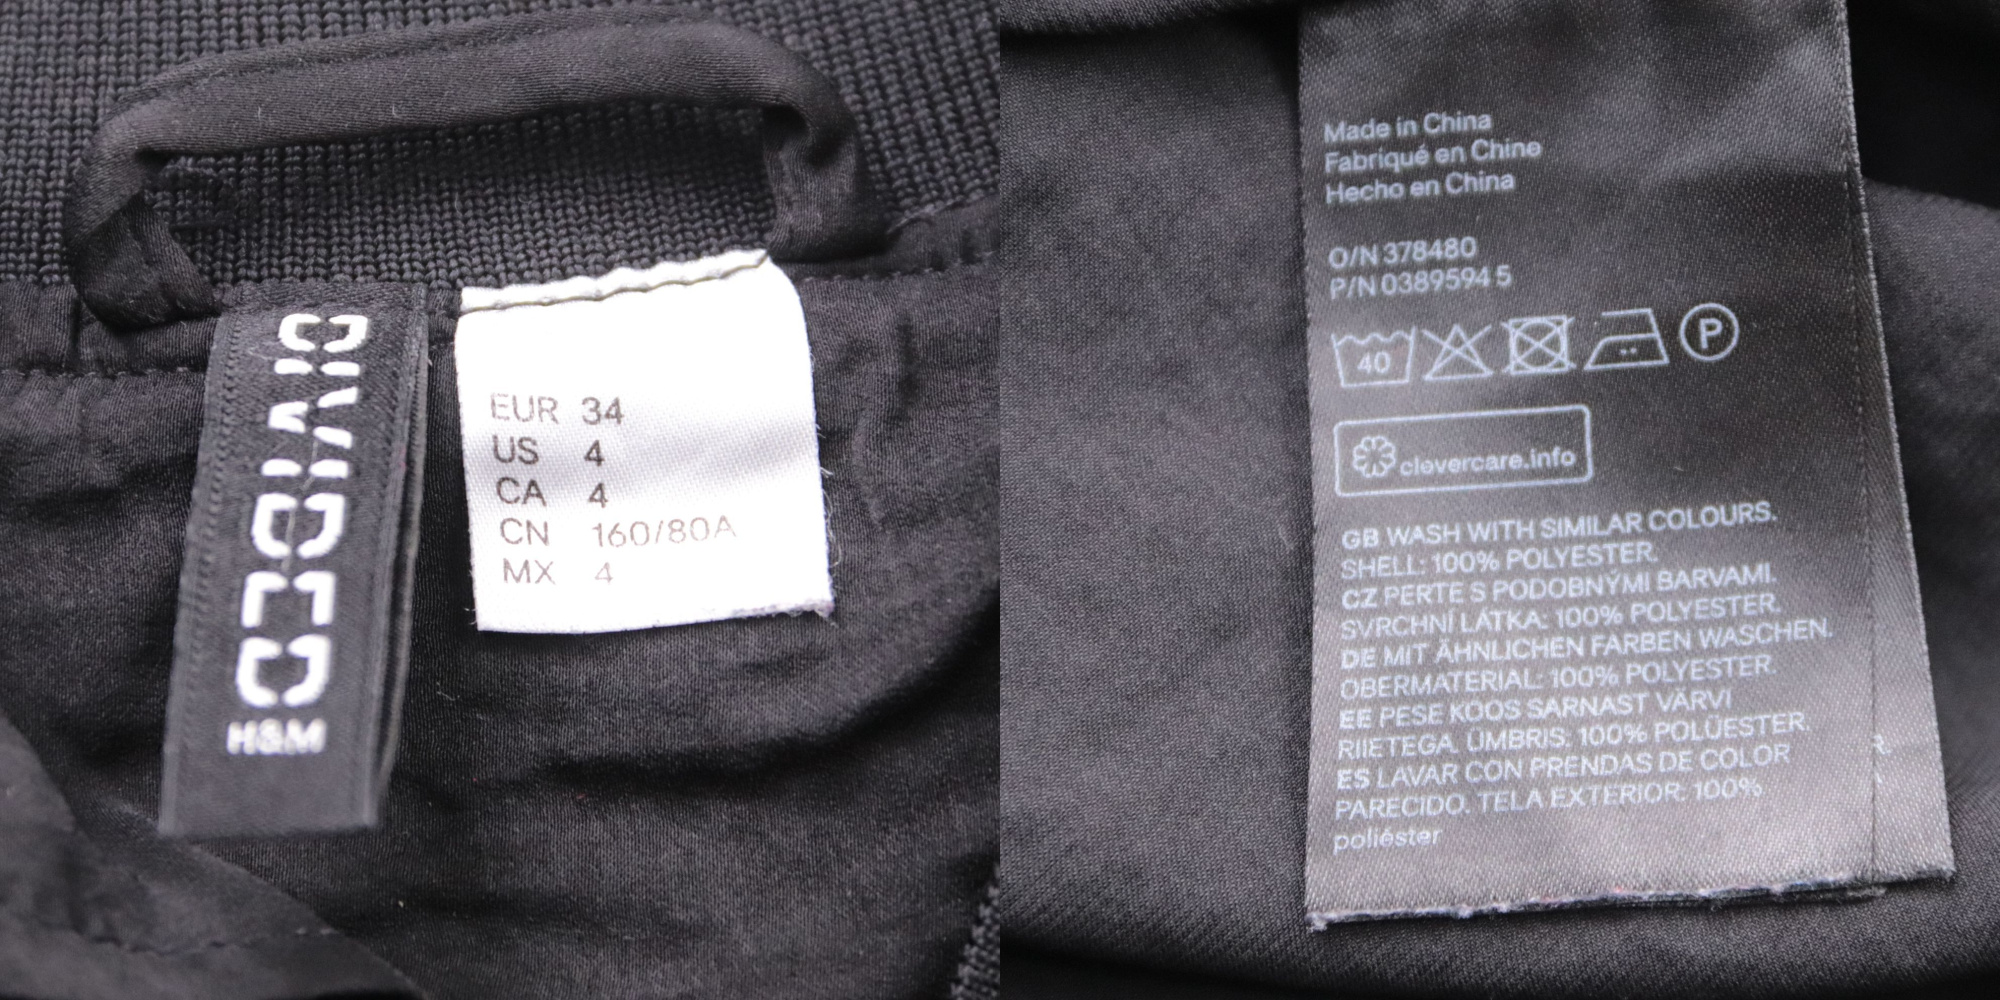 DIVIDED
H&M
EUR 34
US 4
CA 4
CN 160/80A
MX 4
Made in China
Fabriqué en Chine
Hecho en China
O/N 378480
P/N 0389594 5
40
P
clevercare.info
GB WASH WITH SIMILAR COLOURS.
SHELL: 100% POLYESTER.
CZ PERTE S PODOBNÝMI BARVAMI.
SVRCHNÍ LÁTKA: 100% POLYESTER.
DE MIT ÄHNLICHEN FARBEN WASCHEN.
OBERMATERIAL: 100% POLYESTER.
EE PESE KOOS SARNAST VÄRVI
RIIETEGA. ÜMBRIS: 100% POLÜESTER.
ES LAVAR CON PRENDAS DE COLOR
PARECIDO. TELA EXTERIOR: 100%
poliéster